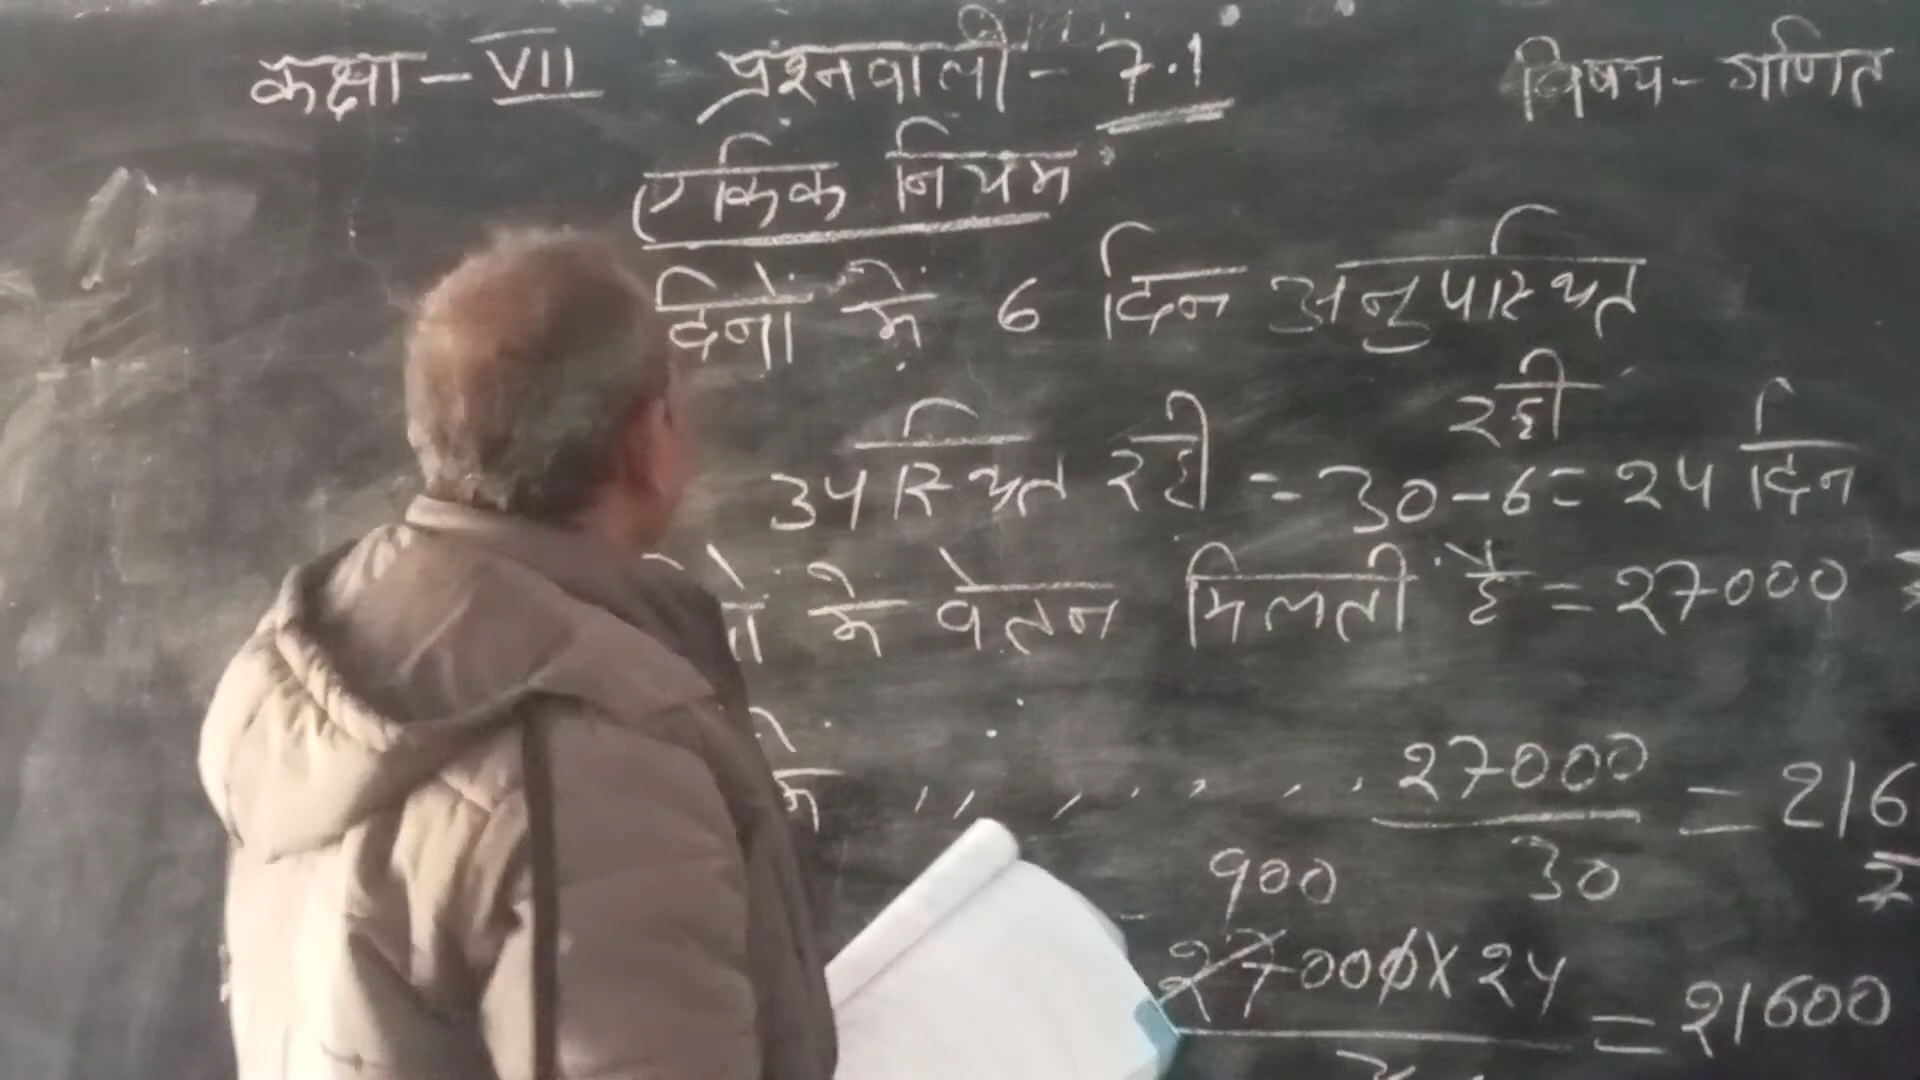 कक्षा - VII प्रश्नवाली - 7.1 विषय - गणित
एकिक नियम
दिनों में 6 दिन अनुपस्थित
रही
उपस्थित रही = 30 - 6 = 24 दिन
में वेतन मिलती है = 27000
में ,, , , , , , 27000 / 30 = 216
900
27000 x 24 = 21600